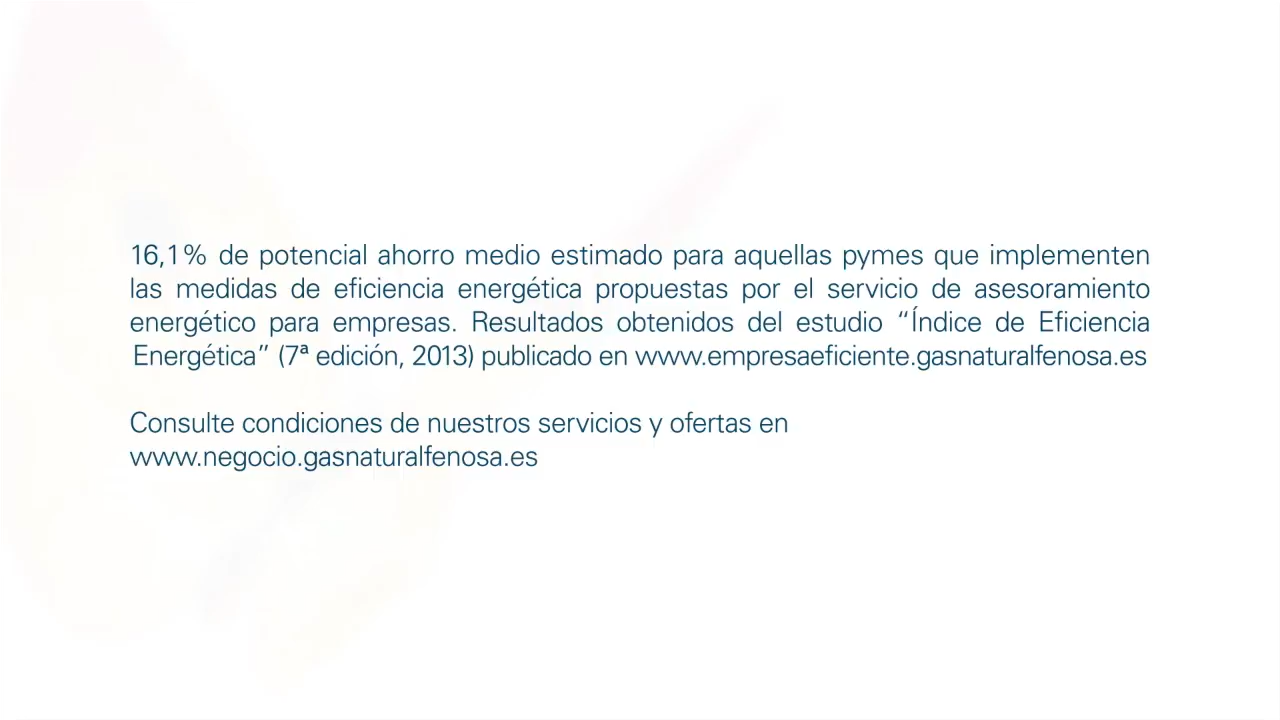 16,1% de potencial ahorro medio estimado para aquellas pymes que implementen
las medidas de eficiencia energética propuestas por el servicio de asesoramiento
energético para empresas. Resultados obtenidos del estudio “Índice de Eficiencia
Energética” (7ª edición, 2013) publicado en www.empresaeficiente.gasnaturalfenosa.es
Consulte condiciones de nuestros servicios y ofertas en
www.negocio.gasnaturalfenosa.es